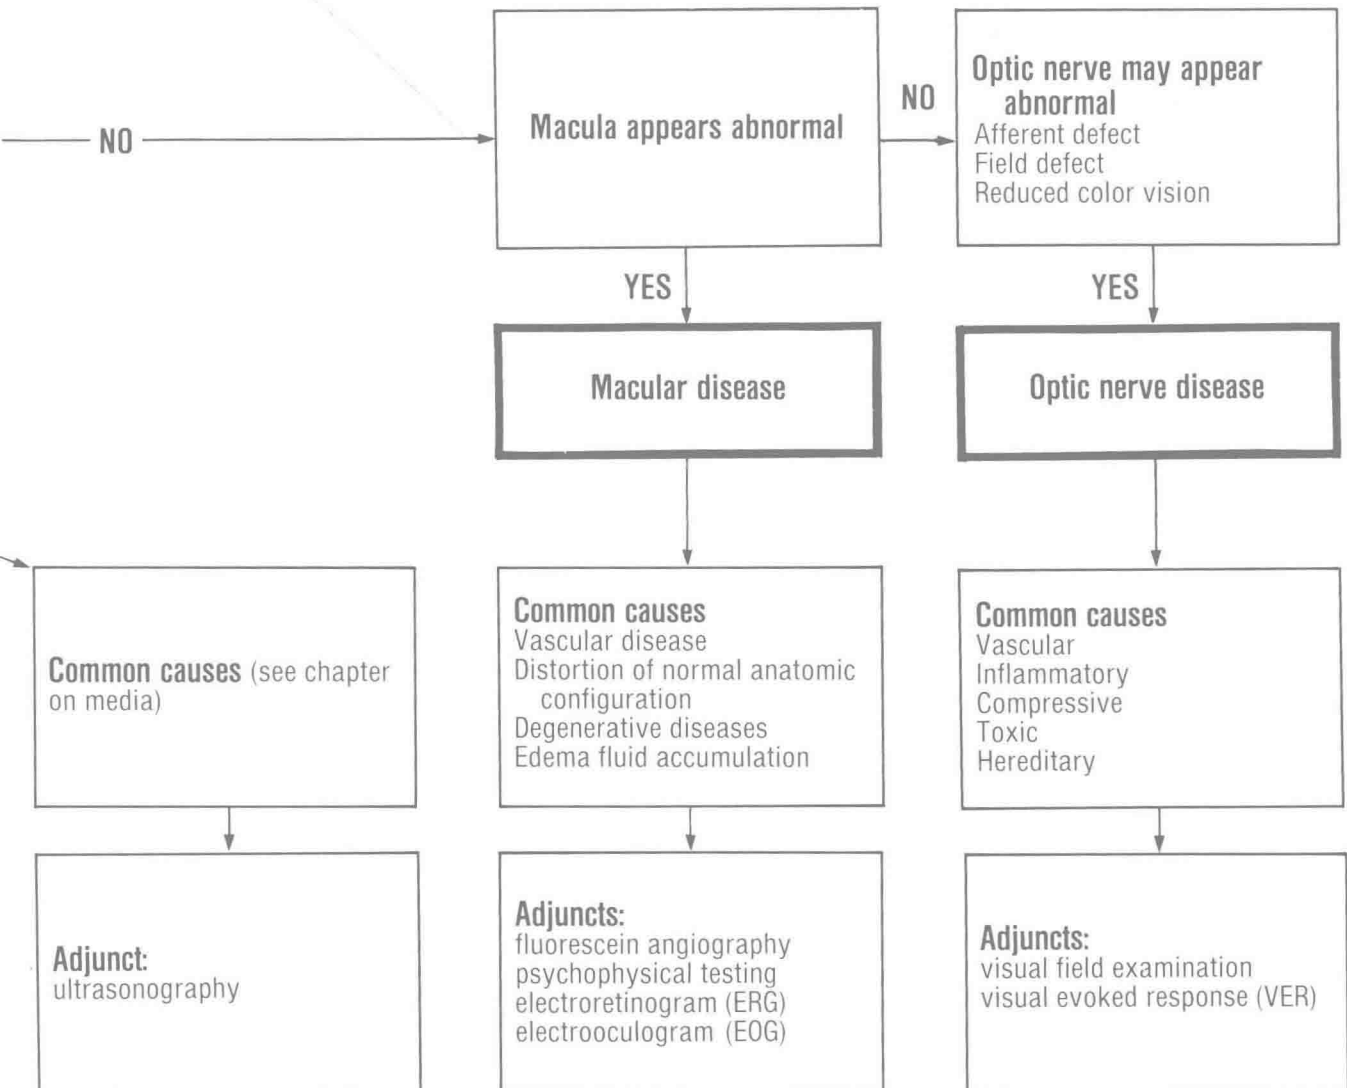 NO
Macula appears abnormal
NO
Optic nerve may appear
abnormal
Afferent defect
Field defect
Reduced color vision
YES
YES
Macular disease
Optic nerve disease
Common causes (see chapter
on media)
Common causes
Vascular disease
Distortion of normal anatomic
configuration
Degenerative diseases
Edema fluid accumulation
Common causes
Vascular
Inflammatory
Compressive
Toxic
Hereditary
Adjunct:
ultrasonography
Adjuncts:
fluorescein angiography
psychophysical testing
electroretinogram (ERG)
electrooculogram (EOG)
Adjuncts:
visual field examination
visual evoked response (VER)